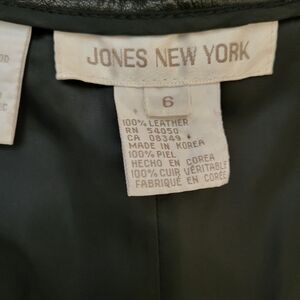 JONES NEW YORK
6
100% LEATHER
RN 54050
CA 08349
MADE IN KOREA
100% PIEL
HECHO EN COREA
100% CUIR VÉRITABLE
FABRIQUÉ EN CORÉE